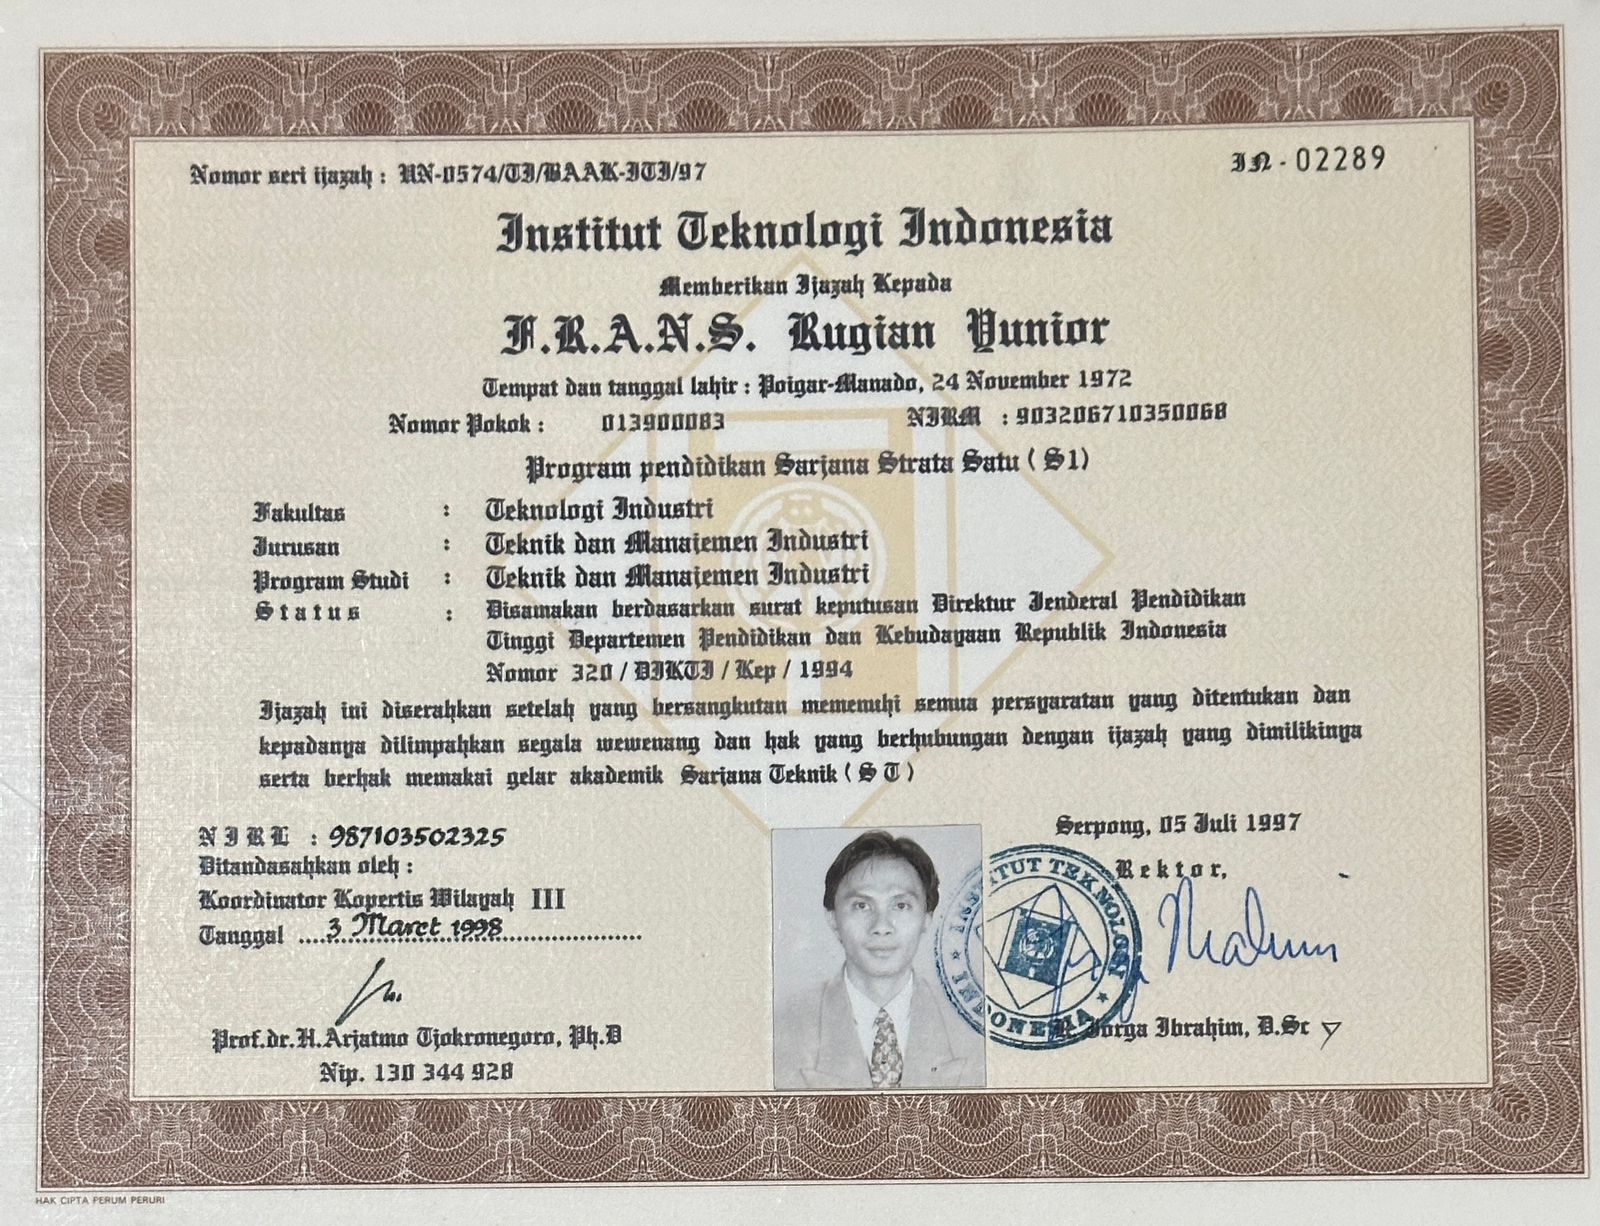 Nomor seri ijazah : UN-0574/TI/BAAK-ITI/97
IN - 02289
Institut Teknologi Indonesia
Memberikan Ijazah Kepada
F.R.A.N.S. Rugian Yunior
Tempat dan tanggal lahir : Poigar-Manado, 24 November 1972
Nomor Pokok : 013900083 NIRM : 903206710350068
Program pendidikan Sarjana Strata Satu ( S1)
Fakultas : Teknologi Industri
Jurusan : Teknik dan Manajemen Industri
Program Studi : Teknik dan Manajemen Industri
Status : Disamakan berdasarkan surat keputusan Direktur Jenderal Pendidikan
Tinggi Departemen Pendidikan dan Kebudayaan Republik Indonesia
Nomor 320 / DIKTI / Kep / 1994
Ijazah ini diserahkan setelah yang bersangkutan memenuhi semua persyaratan yang ditentukan dan
kepadanya dilimpahkan segala wewenang dan hak yang berhubungan dengan ijazah yang dimilikinya
serta berhak memakai gelar akademik Sarjana Teknik ( S T )
Serpong, 05 Juli 1997
Rektor,
INSTITUT TEKNOLOGI INDONESIA
Jorga Ibrahim, D.Sc
N I R L : 987103502325
Ditandasahkan oleh :
Koordinator Kopertis Wilayah III
Tanggal ....3 Maret 1998....
Prof.dr.H.Arjatmo Tjokronegoro, Ph.D
Nip. 130 344 928
HAK CIPTA PERUM PERURI